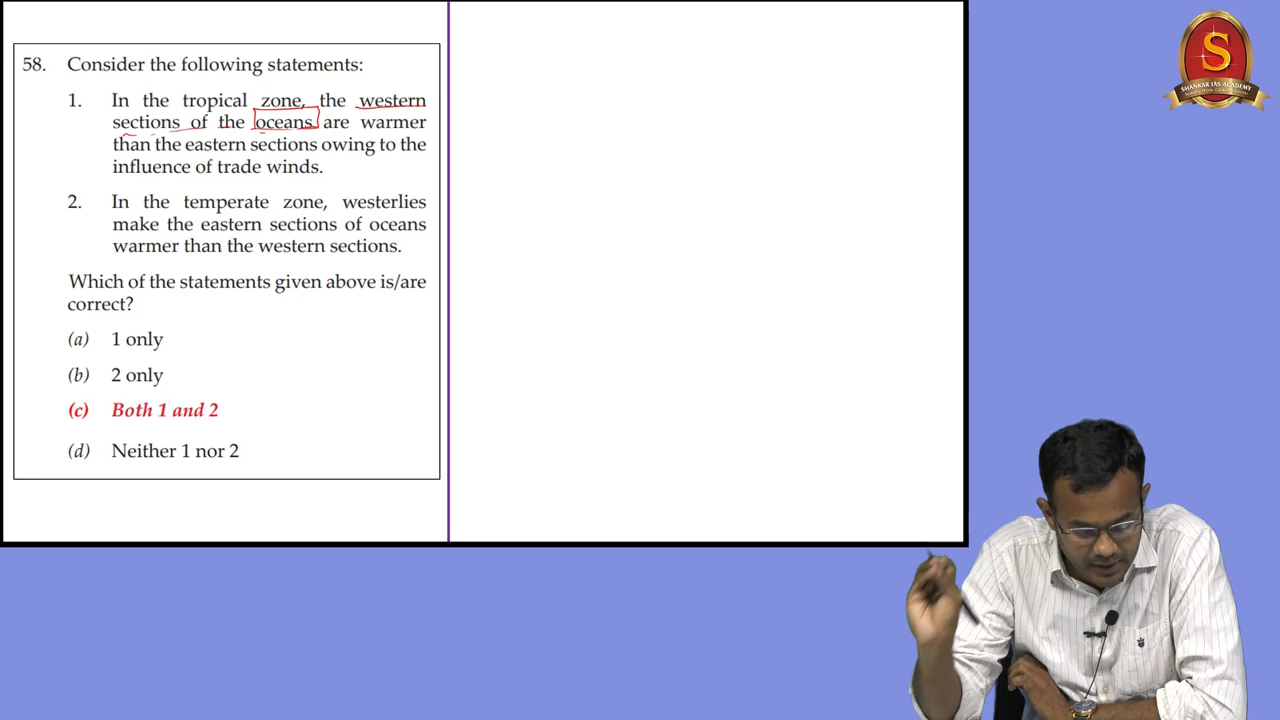 58. Consider the following statements:
1. In the tropical zone, the western
sections of the oceans are warmer
than the eastern sections owing to the
influence of trade winds.
2. In the temperate zone, westerlies
make the eastern sections of oceans
warmer than the western sections.
Which of the statements given above is/are
correct?
(a) 1 only
(b) 2 only
(c) Both 1 and 2
(d) Neither 1 nor 2
S
SHANKAR IAS ACADEMY